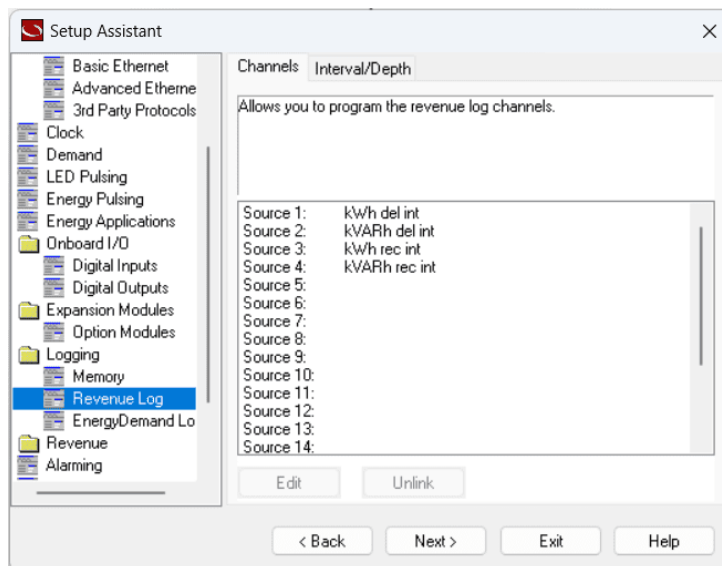 Setup Assistant
Basic Ethernet
Advanced Etherne
3rd Party Protocols
Clock
Demand
LED Pulsing
Energy Pulsing
Energy Applications
Onboard I/O
Digital Inputs
Digital Outputs
Expansion Modules
Option Modules
Logging
Memory
Revenue Log
EnergyDemand Lo
Revenue
Alarming
Channels
Interval/Depth
Allows you to program the revenue log channels.
Source 1: kWh del int
Source 2: kVARh del int
Source 3: kWh rec int
Source 4: kVARh rec int
Source 5:
Source 6:
Source 7:
Source 8:
Source 9:
Source 10:
Source 11:
Source 12:
Source 13:
Source 14:
Edit
Unlink
< Back
Next >
Exit
Help